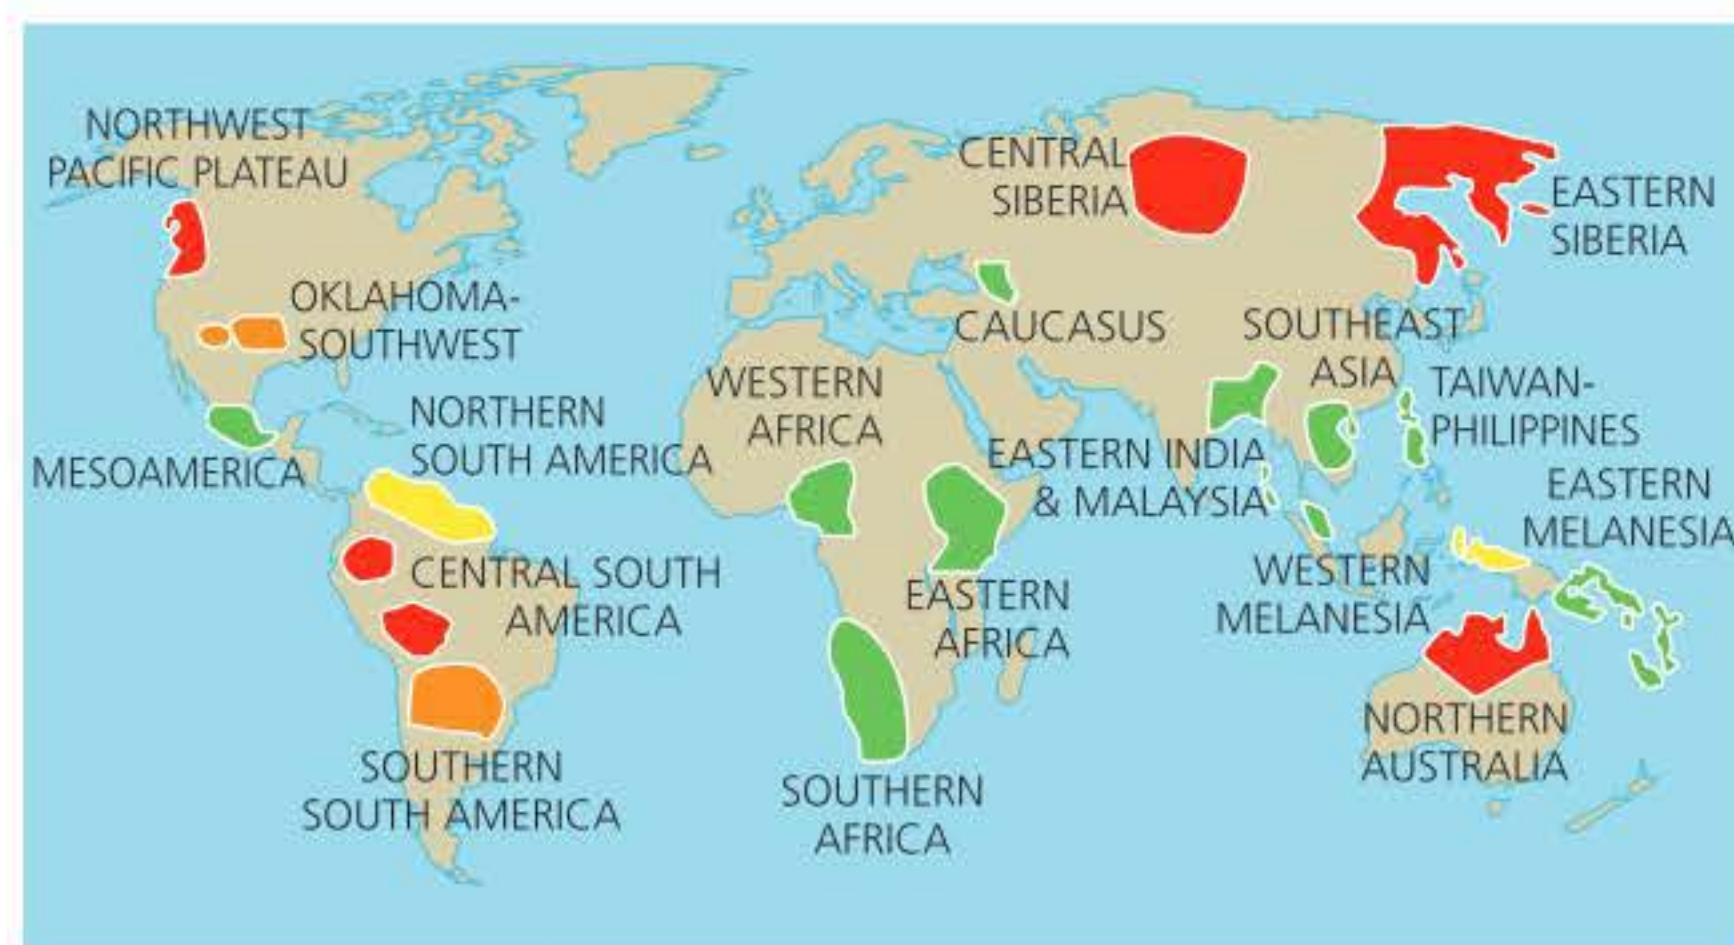 NORTHWEST
PACIFIC PLATEAU
CENTRAL
SIBERIA
EASTERN
SIBERIA
OKLAHOMA-
SOUTHWEST
CAUCASUS
SOUTHEAST
ASIA
WESTERN
AFRICA
TAIWAN-
PHILIPPINES
NORTHERN
SOUTH AMERICA
MESOAMERICA
EASTERN INDIA
& MALAYSIA
EASTERN
MELANESIA
CENTRAL SOUTH
AMERICA
EASTERN
AFRICA
WESTERN
MELANESIA
NORTHERN
AUSTRALIA
SOUTHERN
SOUTH AMERICA
SOUTHERN
AFRICA